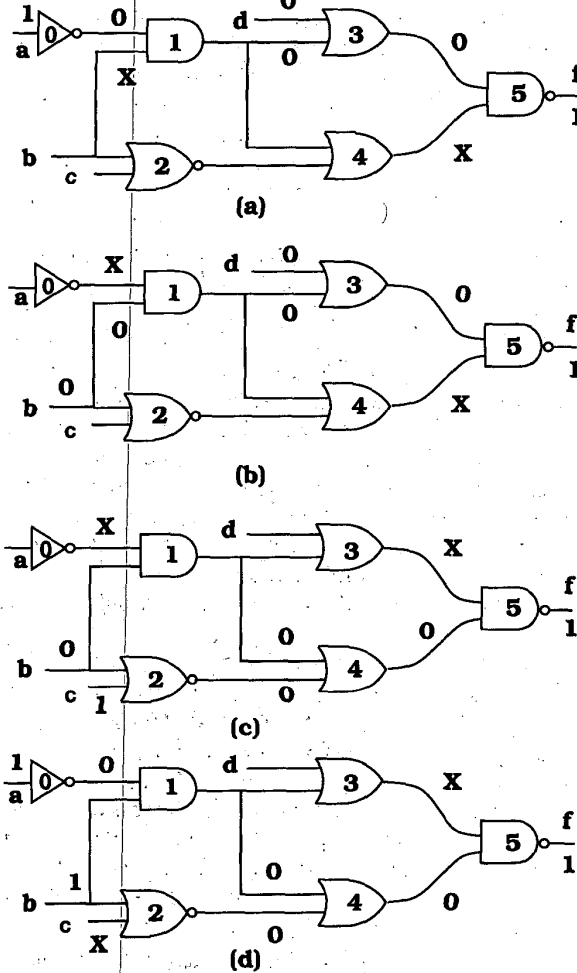 1 0 d 0
0 1 3 0
a 0 f
X 5
1
b 2 4 X
c
(a)
X d 0
0 1 3 0
a 0
0 f
0 5
1
b 2 4 X
c
(b)
X d X
0 1 3
a f
0 0 0 5
1
b 2 4
c 1 0
(c)
1 0 d X
0 1 3
a f
1 0 5
1
b 2 4 0
c X 0
(d)